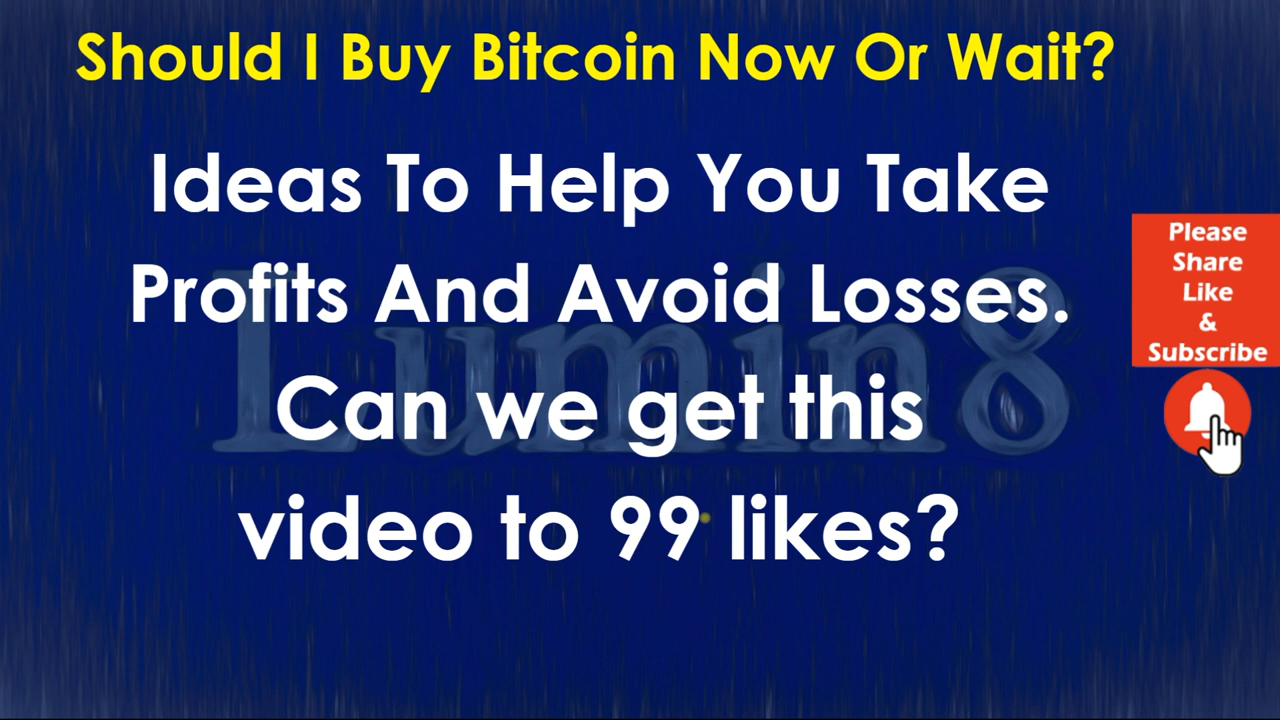 Should I Buy Bitcoin Now Or Wait?
Ideas To Help You Take
Profits And Avoid Losses.
Lumin8
Can we get this
video to 99 likes?
Please
Share
Like
&
Subscribe